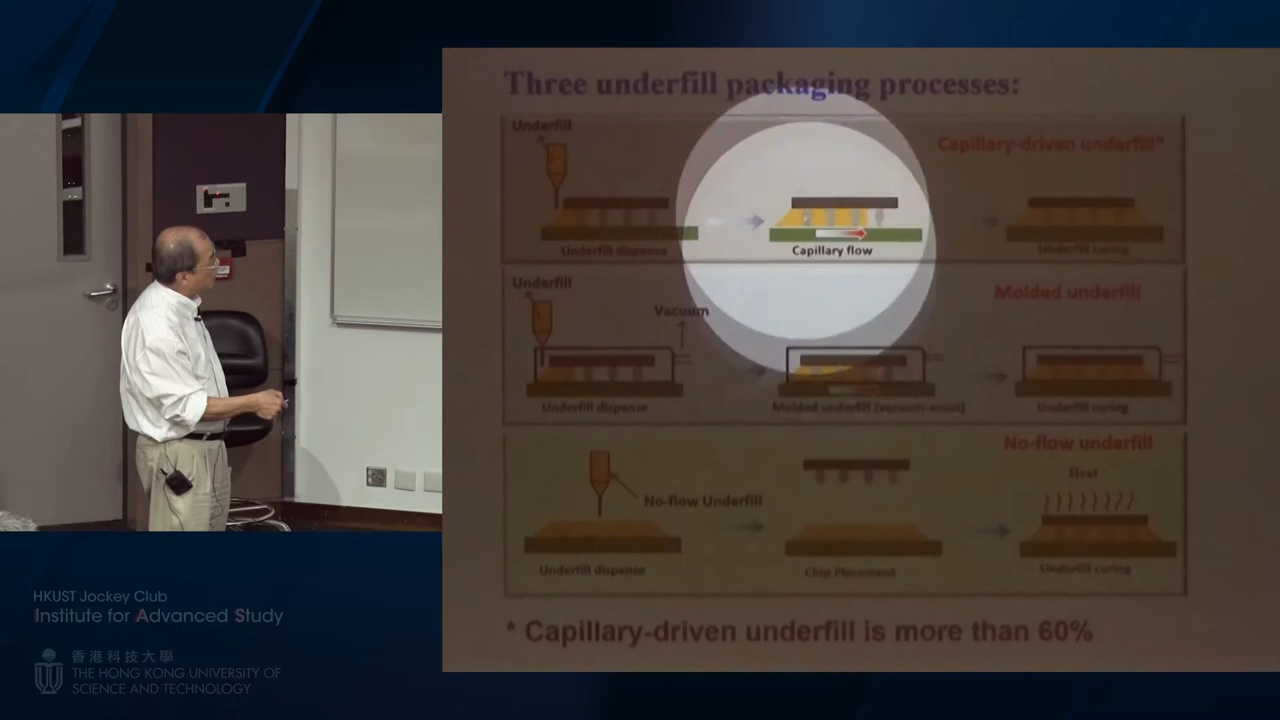 Three underfill packaging processes:
Underfill
Capillary-driven underfill*
Underfill dispense
Capillary flow
Underfill curing
Underfill
Vacuum
Molded underfill
Underfill dispense
Molded underfill (vacuum-assist)
Underfill curing
No-flow underfill
Heat
No-flow Underfill
Underfill dispense
Chip Placement
Underfill curing
* Capillary-driven underfill is more than 60%
HKUST Jockey Club
Institute for Advanced Study
香港科技大學
THE HONG KONG UNIVERSITY OF
SCIENCE AND TECHNOLOGY